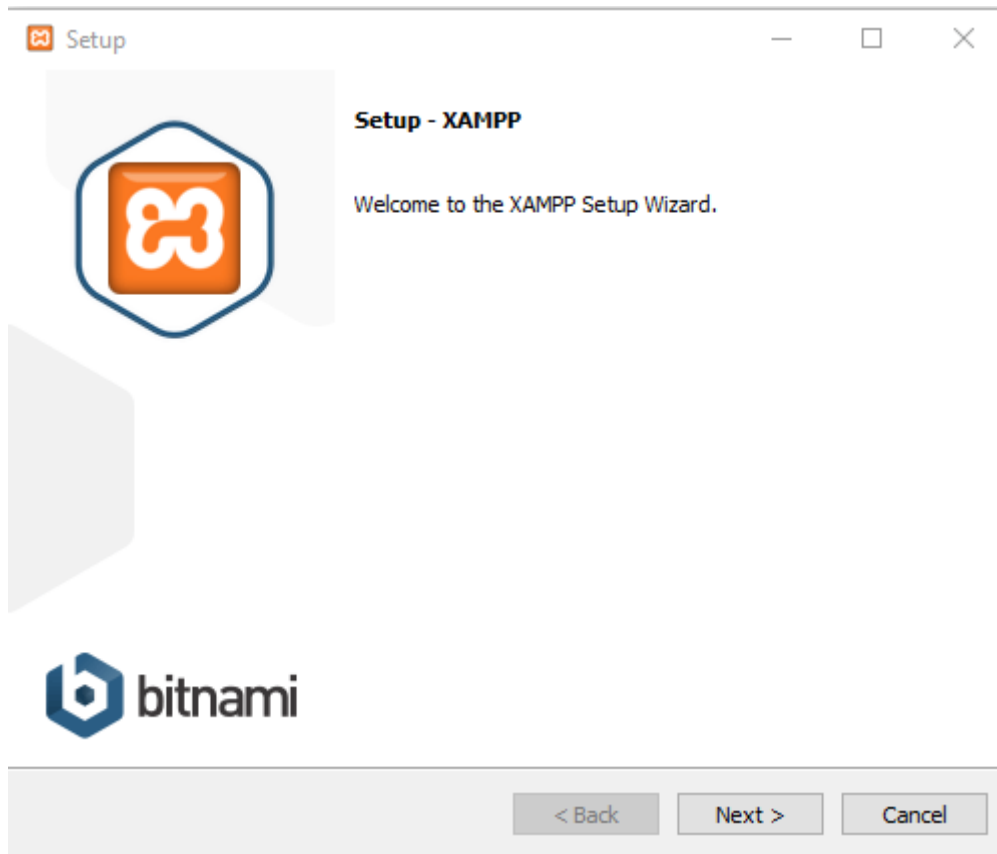 Setup
Setup - XAMPP
Welcome to the XAMPP Setup Wizard.
bitnami
< Back
Next >
Cancel